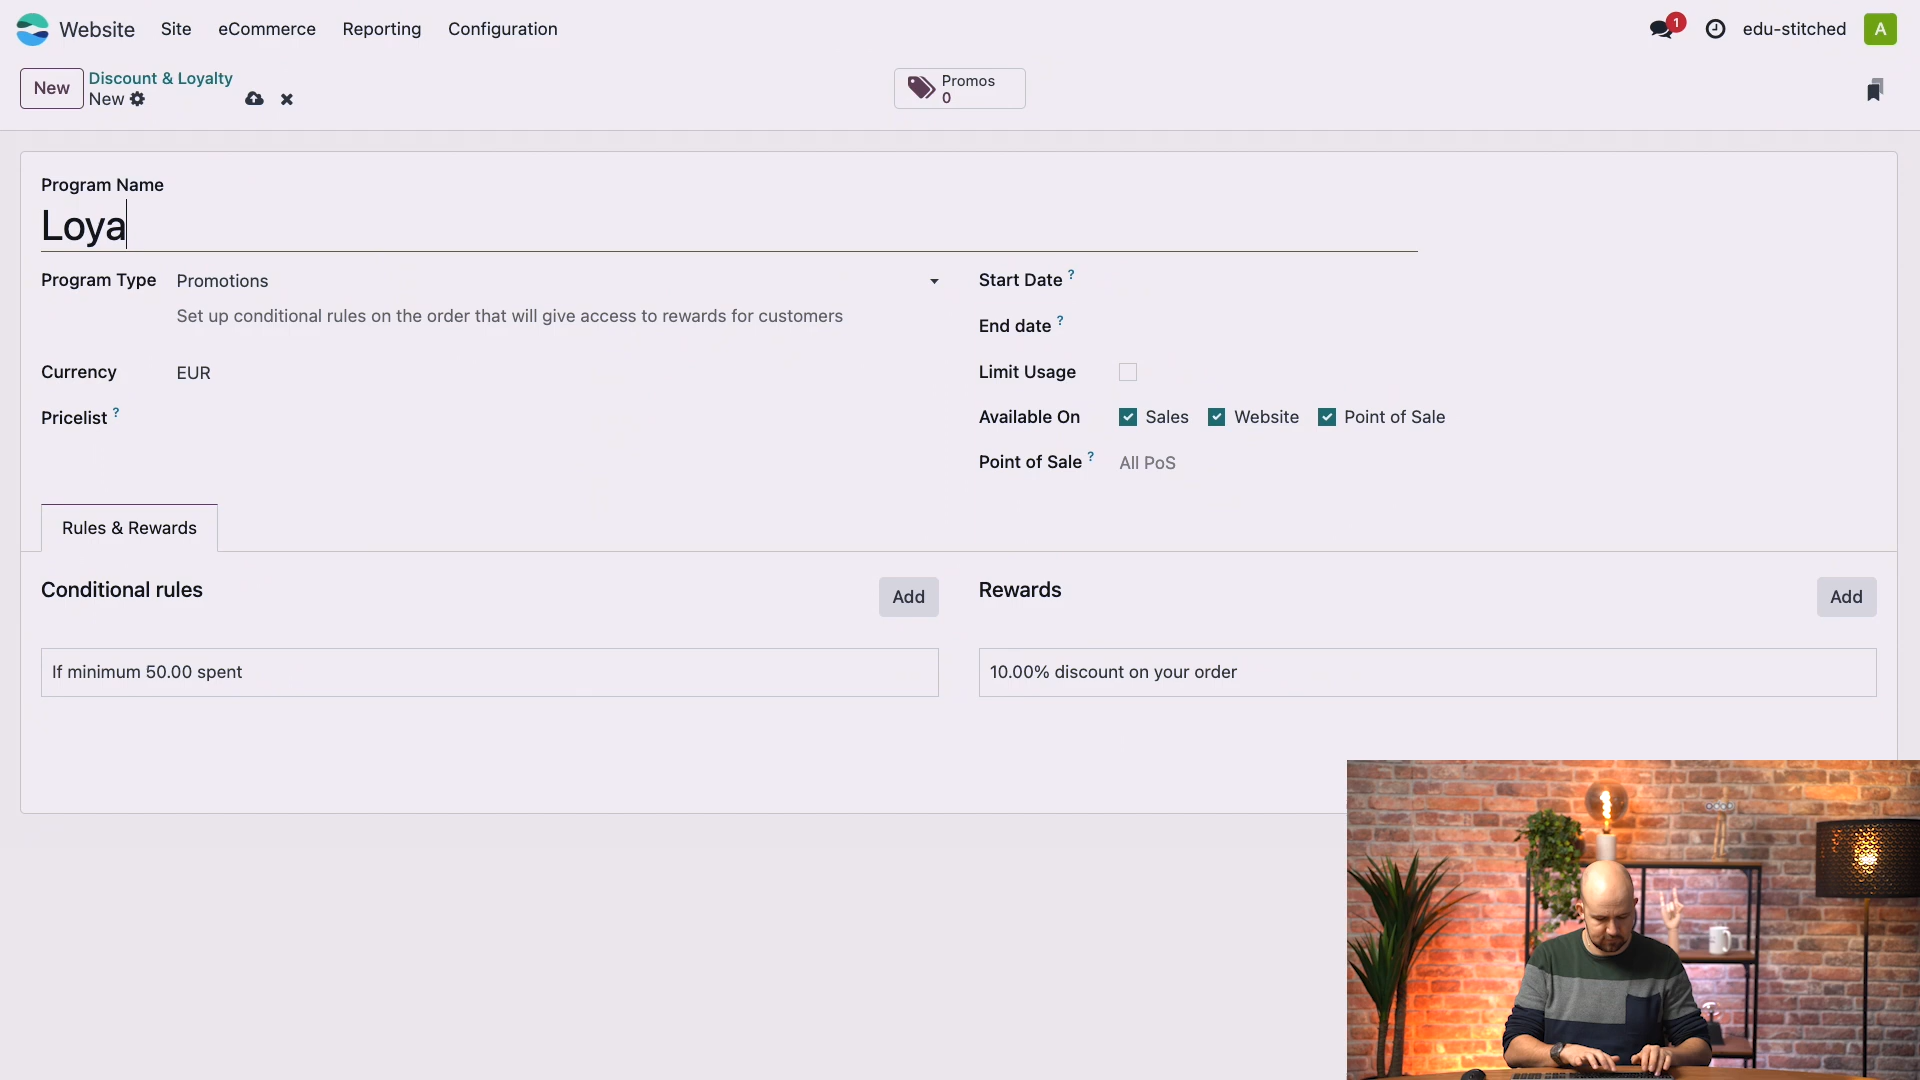 Website Site eCommerce Reporting Configuration 1 edu-stitched A
New Discount & Loyalty
New
Promos
0
Program Name
Loya
Program Type Promotions
Set up conditional rules on the order that will give access to rewards for customers
Currency EUR
Pricelist ?
Start Date ?
End date ?
Limit Usage
Available On Sales Website Point of Sale
Point of Sale ? All PoS
Rules & Rewards
Conditional rules Add
If minimum 50.00 spent
Rewards Add
10.00% discount on your order